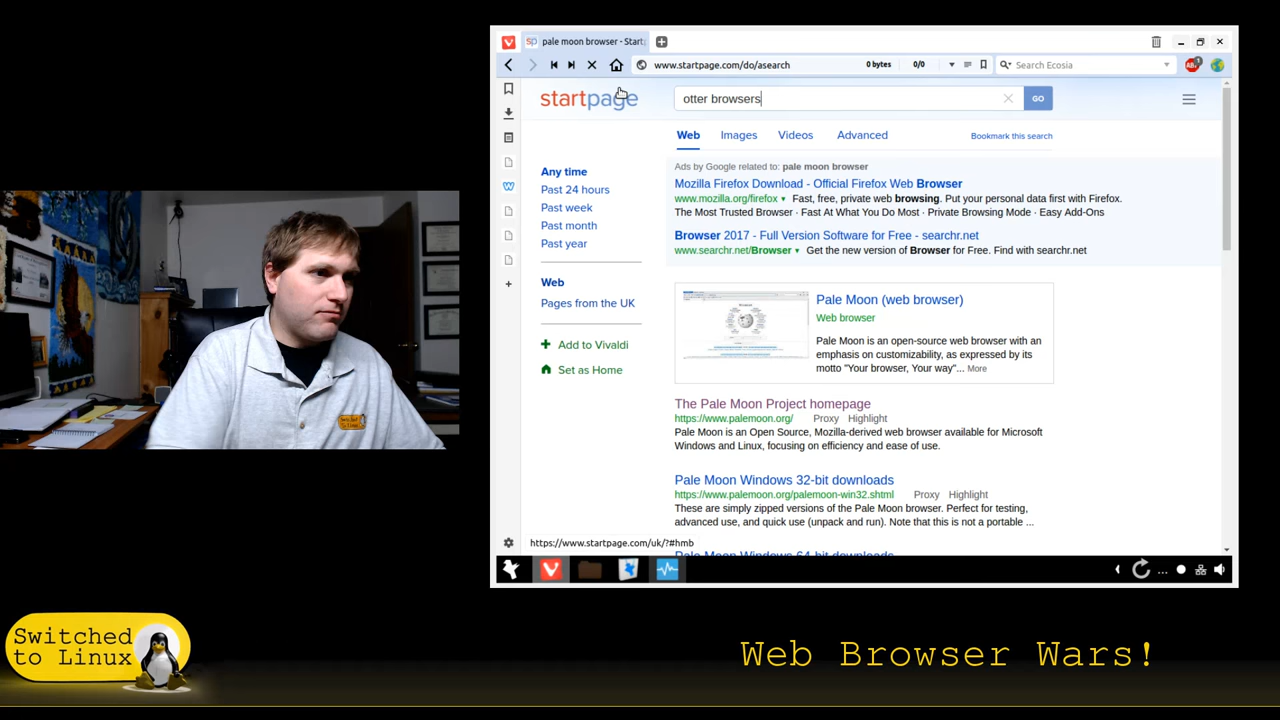 pale moon browser - Start
www.startpage.com/do/asearch
0 bytes
0/0
Search Ecosia
startpage
otter browsers
GO
Web
Images
Videos
Advanced
Bookmark this search
Any time
Past 24 hours
Past week
Past month
Past year
Web
Pages from the UK
Add to Vivaldi
Set as Home
Ads by Google related to: pale moon browser
Mozilla Firefox Download - Official Firefox Web Browser
www.mozilla.org/firefox Fast, free, private web browsing. Put your personal data first with Firefox.
The Most Trusted Browser · Fast At What You Do Most · Private Browsing Mode · Easy Add-Ons
Browser 2017 - Full Version Software for Free - searchr.net
www.searchr.net/Browser Get the new version of Browser for Free. Find with searchr.net
Pale Moon (web browser)
Web browser
Pale Moon is an open-source web browser with an
emphasis on customizability, as expressed by its
motto "Your browser, Your way"... More
The Pale Moon Project homepage
https://www.palemoon.org/ Proxy Highlight
Pale Moon is an Open Source, Mozilla-derived web browser available for Microsoft
Windows and Linux, focusing on efficiency and ease of use.
Pale Moon Windows 32-bit downloads
https://www.palemoon.org/palemoon-win32.shtml Proxy Highlight
These are simply zipped versions of the Pale Moon browser. Perfect for testing,
advanced use, and quick use (unpack and run). Note that this is not a portable ...
Pale Moon Windows 64-bit downloads
https://www.startpage.com/uk/?#hmb
Switched
to Linux
Web Browser Wars!